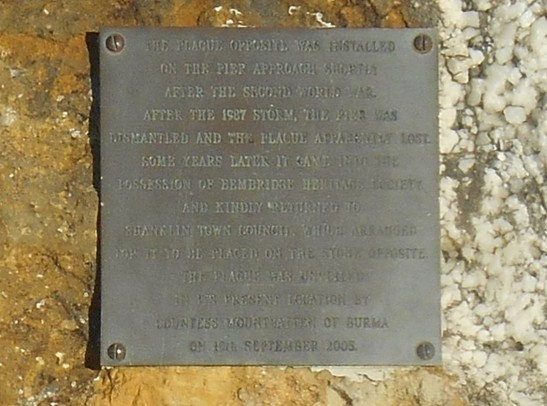 THE PLAQUE OPPOSITE WAS INSTALLED
ON THE PIER APPROACH SHORTLY
AFTER THE SECOND WORLD WAR.
AFTER THE 1987 STORM, THE PIER WAS
DISMANTLED AND THE PLAQUE APPARENTLY LOST.
SOME YEARS LATER IT CAME INTO THE
POSSESSION OF BEMBRIDGE HERITAGE SOCIETY
AND KINDLY RETURNED TO
SHANKLIN TOWN COUNCIL, WHICH ARRANGED
FOR IT TO BE PLACED ON THE STONE OPPOSITE.
THE PLAQUE WAS UNVEILED
IN ITS PRESENT LOCATION BY
COUNTESS MOUNTBATTEN OF BURMA
ON SEPTEMBER 2005.